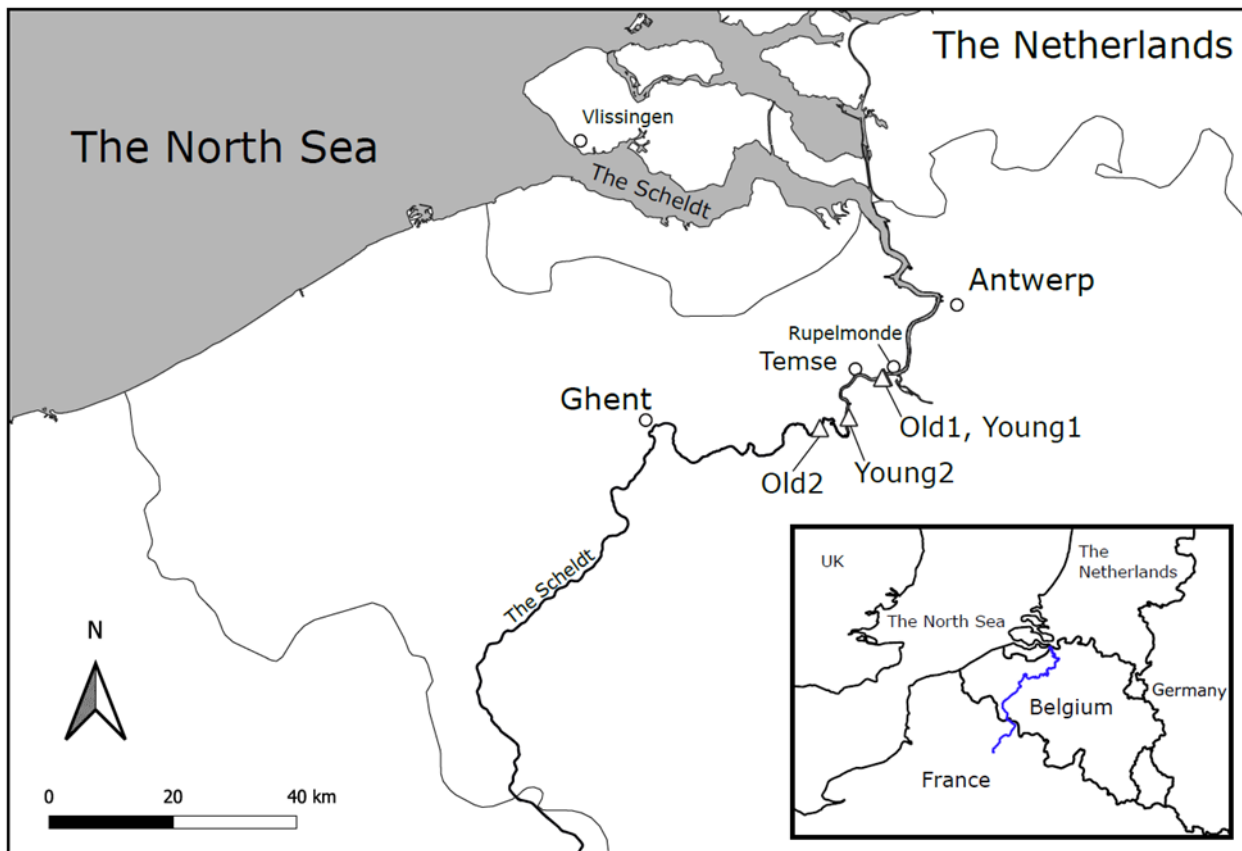 The Netherlands
Vlissingen
The North Sea
The Scheldt
Antwerp
Rupelmonde
Temse
Ghent
Old1, Young1
Young2
Old2
The Scheldt
N
0 20 40 km
UK
The
Netherlands
The North Sea
Germany
Belgium
France